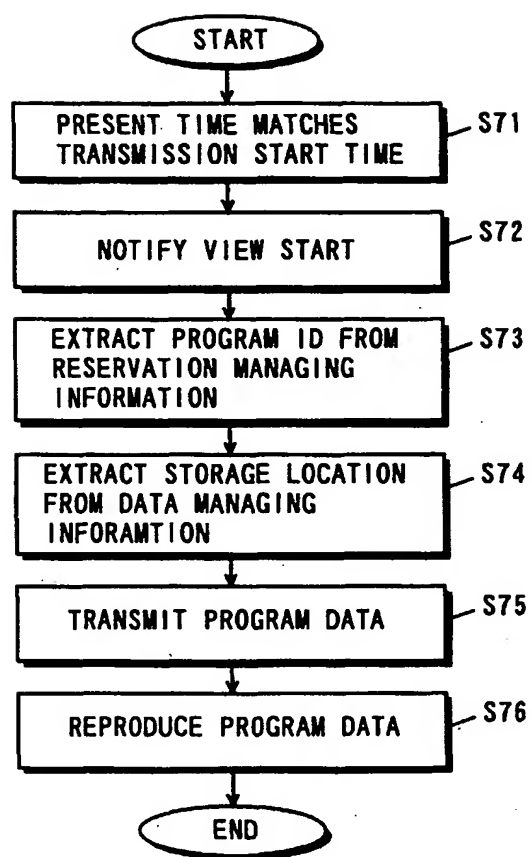 START
PRESENT TIME MATCHES
TRANSMISSION START TIME
S71
NOTIFY VIEW START
S72
EXTRACT PROGRAM ID FROM
RESERVATION MANAGING
INFORMATION
S73
EXTRACT STORAGE LOCATION
FROM DATA MANAGING
INFORAMTION
S74
TRANSMIT PROGRAM DATA
S75
REPRODUCE PROGRAM DATA
S76
END